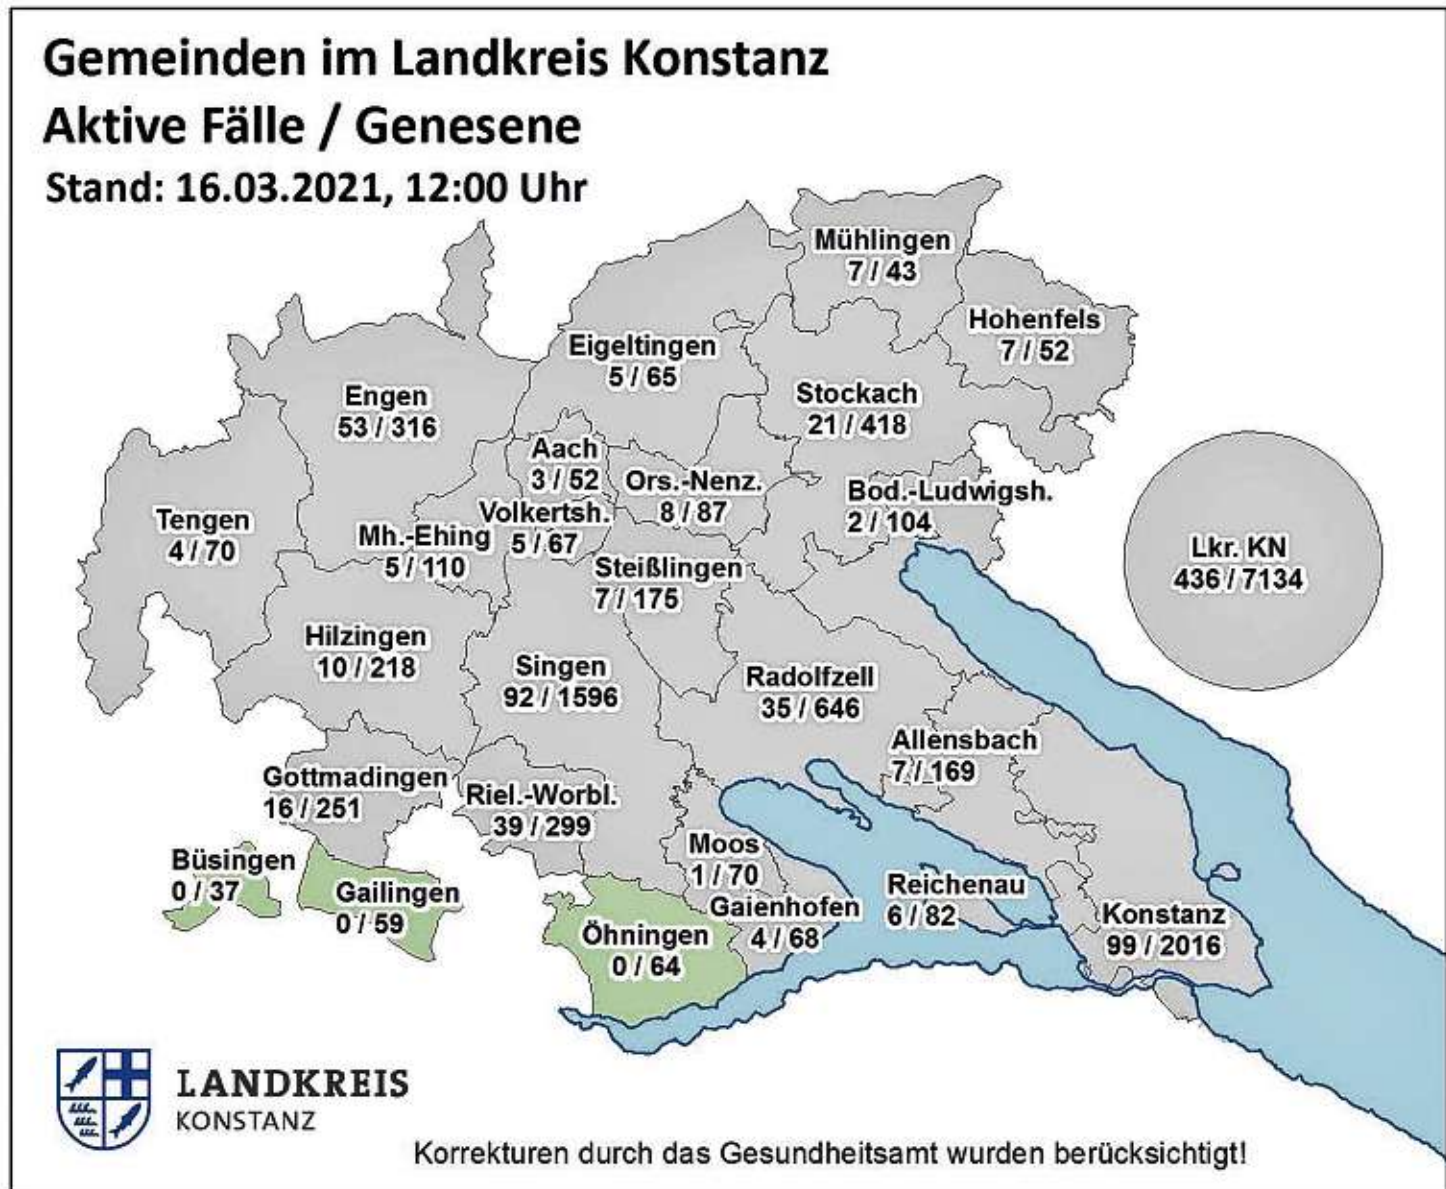 Gemeinden im Landkreis Konstanz
Aktive Fälle / Genesene
Stand: 16.03.2021, 12:00 Uhr
Mühlingen
7 / 43
Hohenfels
7 / 52
Eigeltingen
5 / 65
Engen
53 / 316
Stockach
21 / 418
Aach
3 / 52
Ors.-Nenz.
8 / 87
Bod.-Ludwigsh.
2 / 104
Tengen
4 / 70
Volkertsh.
5 / 67
Mh.-Ehing
5 / 110
Lkr. KN
436 / 7134
Steißlingen
7 / 175
Hilzingen
10 / 218
Singen
92 / 1596
Radolfzell
35 / 646
Allensbach
7 / 169
Gottmadingen
16 / 251
Riel.-Worbl.
39 / 299
Moos
1 / 70
Büsingen
0 / 37
Gailingen
0 / 59
Reichenau
6 / 82
Gaienhofen
4 / 68
Konstanz
99 / 2016
Öhningen
0 / 64
LANDKREIS
KONSTANZ
Korrekturen durch das Gesundheitsamt wurden berücksichtigt!